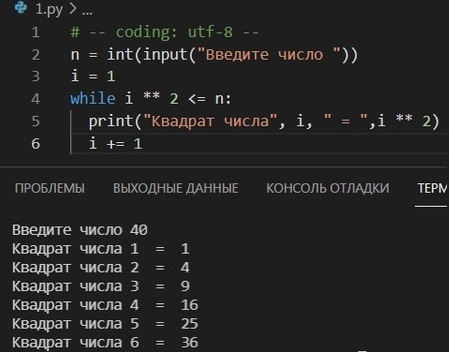 1.py > ...
1 # -- coding: utf-8 --
2 n = int(input("Введите число "))
3 i = 1
4 while i ** 2 <= n:
5 print("Квадрат числа", i, " = ",i ** 2)
6 i += 1
ПРОБЛЕМЫ ВЫХОДНЫЕ ДАННЫЕ КОНСОЛЬ ОТЛАДКИ ТЕРМ
Введите число 40
Квадрат числа 1  =  1
Квадрат числа 2  =  4
Квадрат числа 3  =  9
Квадрат числа 4  =  16
Квадрат числа 5  =  25
Квадрат числа 6  =  36